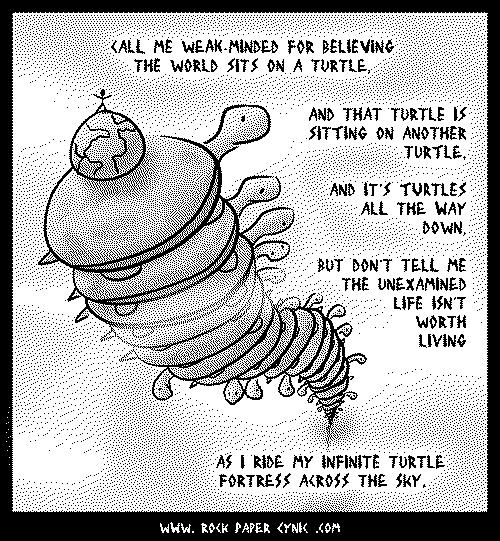 CALL ME WEAK-MINDED FOR BELIEVING
THE WORLD SITS ON A TURTLE,
AND THAT TURTLE IS
SITTING ON ANOTHER
TURTLE,
AND IT'S TURTLES
ALL THE WAY
DOWN,
BUT DON'T TELL ME
THE UNEXAMINED
LIFE ISN'T
WORTH
LIVING
AS I RIDE MY INFINITE TURTLE
FORTRESS ACROSS THE SKY.
WWW. ROCK PAPER CYNIC .COM